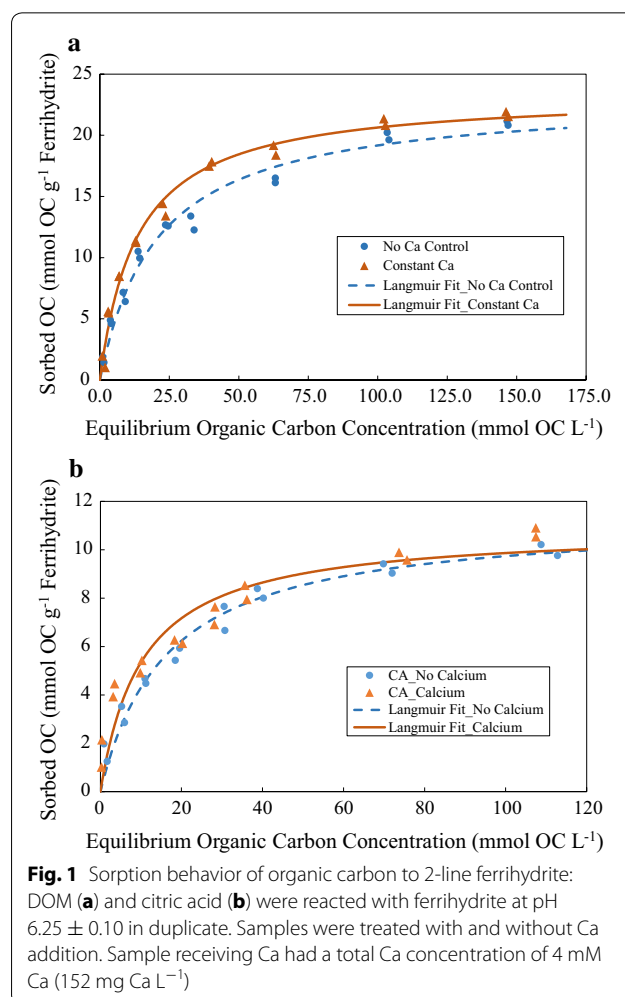 a
Sorbed OC (mmol OC g⁻¹ Ferrihydrite)
25
20
15
10
5
0
No Ca Control
Constant Ca
Langmuir Fit_No Ca Control
Langmuir Fit_Constant Ca
0.0 25.0 50.0 75.0 100.0 125.0 150.0 175.0
Equilibrium Organic Carbon Concentration (mmol OC L⁻¹)
b
Sorbed OC (mmol OC g⁻¹ Ferrihydrite)
12
10
8
6
4
2
0
CA_No Calcium
CA_Calcium
Langmuir Fit_No Calcium
Langmuir Fit_Calcium
0 20 40 60 80 100 120
Equilibrium Organic Carbon Concentration (mmol OC L⁻¹)
Fig. 1 Sorption behavior of organic carbon to 2-line ferrihydrite:
DOM (a) and citric acid (b) were reacted with ferrihydrite at pH
6.25 ± 0.10 in duplicate. Samples were treated with and without Ca
addition. Sample receiving Ca had a total Ca concentration of 4 mM
Ca (152 mg Ca L⁻¹)